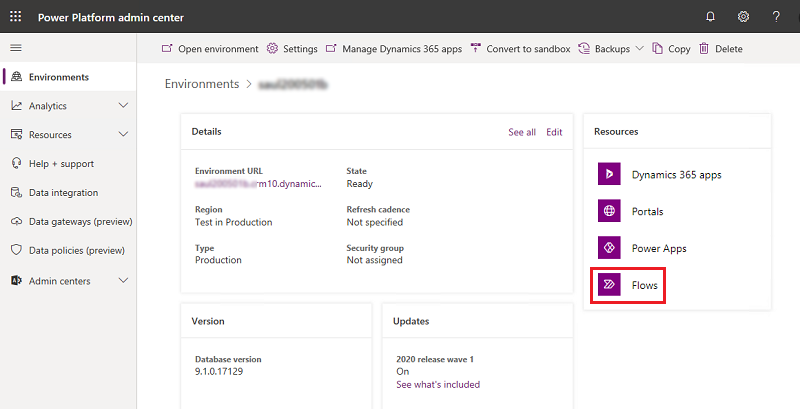 Power Platform admin center
?
Open environment Settings Manage Dynamics 365 apps Convert to sandbox Backups Copy Delete
Environments
Analytics
Resources
Help + support
Data integration
Data gateways (preview)
Data policies (preview)
Admin centers
Environments >
Details See all Edit
Environment URL
rm10.dynamic...
State
Ready
Region
Test in Production
Refresh cadence
Not specified
Type
Production
Security group
Not assigned
Resources
Dynamics 365 apps
Portals
Power Apps
Flows
Version
Database version
9.1.0.17129
Updates
2020 release wave 1
On
See what's included